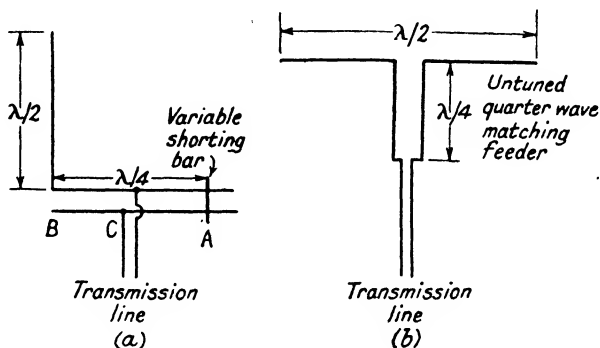 λ/2
Variable
shorting
bar
λ/4
B
C
A
Transmission
line
(a)
λ/2
λ/4
Untuned
quarter wave
matching
feeder
Transmission
line
(b)